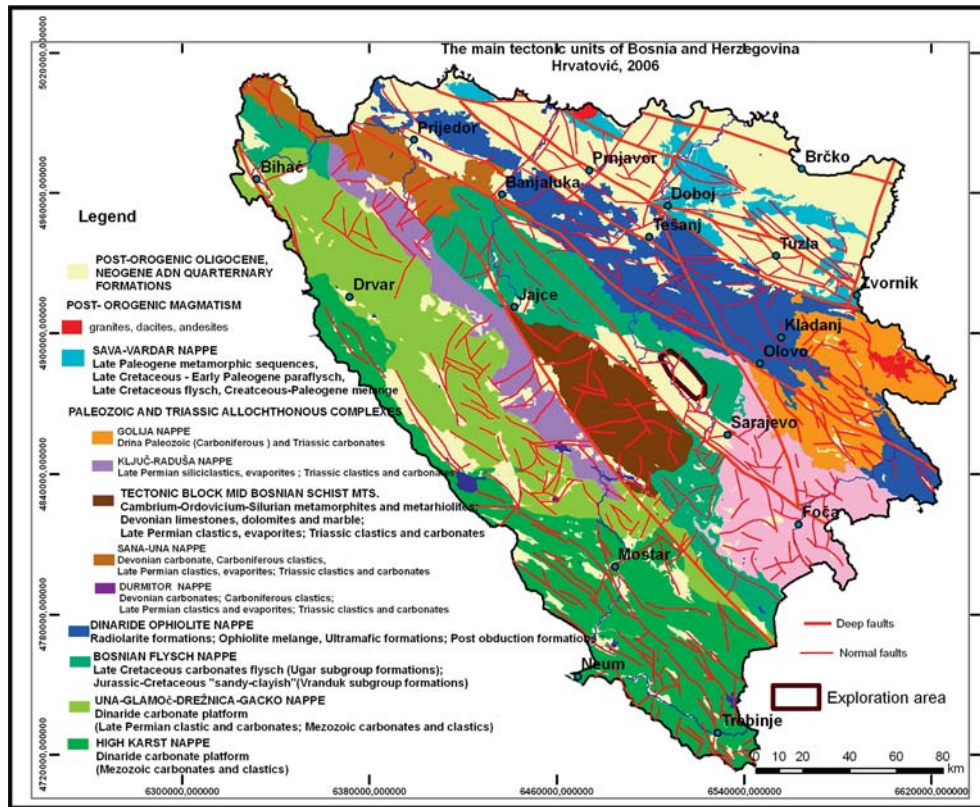 The main tectonic units of Bosnia and Herzegovina
Hrvatović, 2006
5020000,000000
4960000,000000
4900000,000000
4840000,000000
4780000,000000
4720000,000000
Prijedor
Bihać
Banjaluka
Prnjavor
Brčko
Doboj
Tešanj
Tuzla
Zvornik
Drvar
Jajce
Kladanj
Olovo
Sarajevo
Foča
Mostar
Neum
Trebinje
Legend
POST-OROGENIC OLIGOCENE,
NEOGENE ADN QUARTERNARY
FORMATIONS
POST- OROGENIC MAGMATISM
granites, dacites, andesites
SAVA-VARDAR NAPPE
Late Paleogene metamorphic sequences,
Late Cretaceous - Early Paleogene paraflysch,
Late Cretaceous flysch, Creatceous-Paleogene melange
PALEOZOIC AND TRIASSIC ALLOCHTHONOUS COMPLEXES
GOLIJA NAPPE
Drina Paleozoic (Carboniferous ) and Triassic carbonates
KLJUČ-RADUŠA NAPPE
Late Permian siliciclastics, evaporites ; Triassic clastics and carbonates
TECTONIC BLOCK MID BOSNIAN SCHIST MTS.
Cambrium-Ordovicium-Silurian metamorphites and metarhiolites;
Devonian limestones, dolomites and marble;
Late Permian clastics, evaporites; Triassic clastics and carbonates
SANA-UNA NAPPE
Devonian carbonate, Carboniferous clastics,
Late Permian clastics, evaporites; Triassic clastics and carbonates
DURMITOR NAPPE
Devonian carbonates; Carboniferous clastics;
Late Permian clastics and evaporites; Triassic clastics and carbonates
DINARIDE OPHIOLITE NAPPE
Radiolarite formations; Ophiolite melange, Ultramafic formations; Post obduction formations
BOSNIAN FLYSCH NAPPE
Late Cretaceous carbonates flysch (Ugar subgroup formations);
Jurassic-Cretaceous "sandy-clayish"(Vranduk subgroup formations)
UNA-GLAMOČ-DREŽNICA-GACKO NAPPE
Dinaride carbonate platform
(Late Permian clastic and carbonates; Mezozoic carbonates and clastics)
HIGH KARST NAPPE
Dinaride carbonate platform
(Mezozoic carbonates and clastics)
Deep faults
Normal faults
Exploration area
0 10 20 40 60 80
km
6300000,000000 6380000,000000 6460000,000000 6540000,000000 6620000,000000